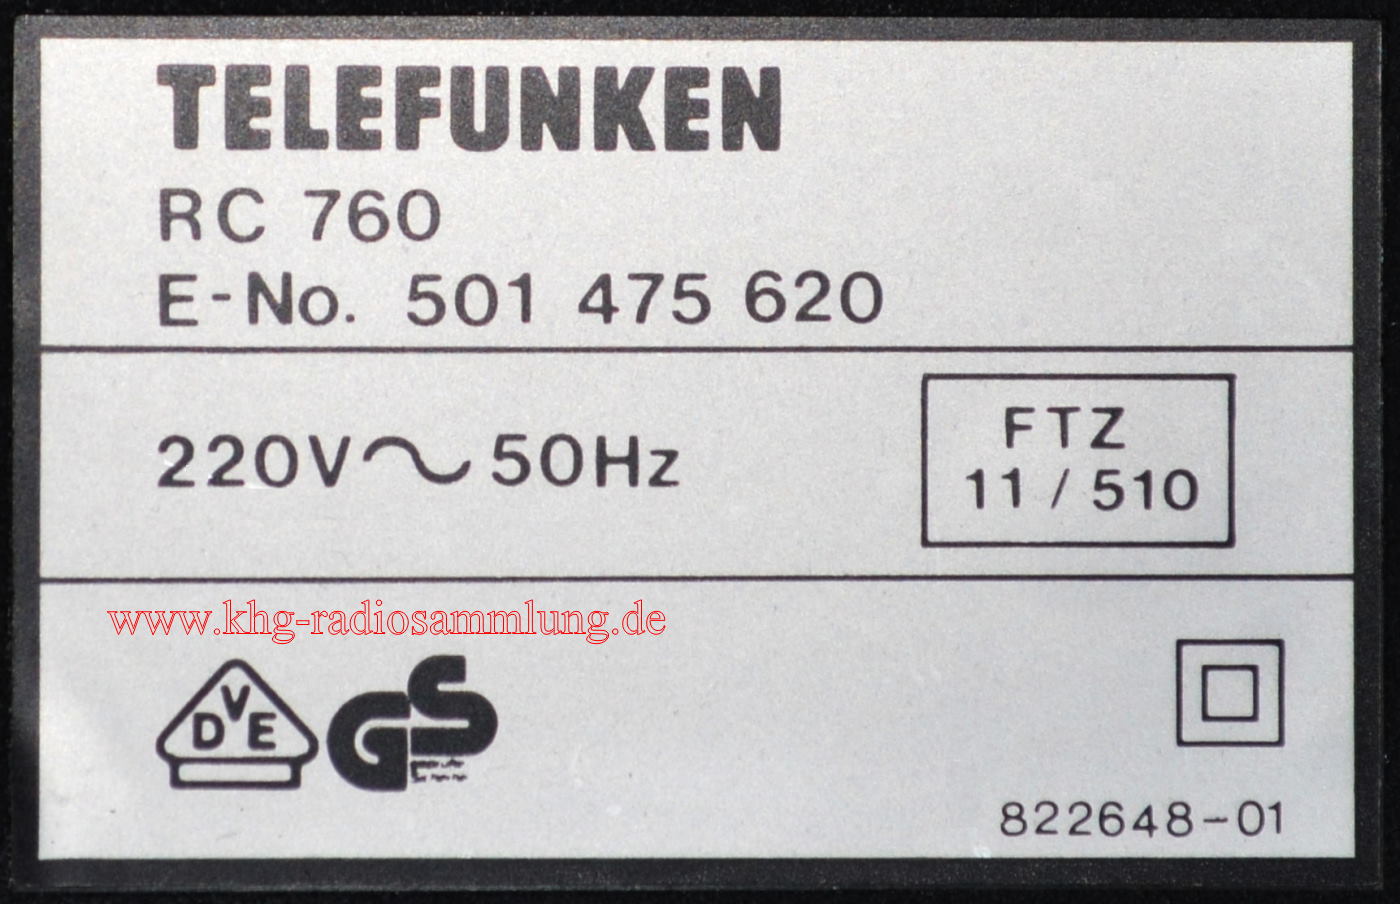 TELEFUNKEN
RC 760
E-No. 501 475 620
220V~50Hz
FTZ
11 / 510
www.khg-radiosammlung.de
DVE
GS
822648-01